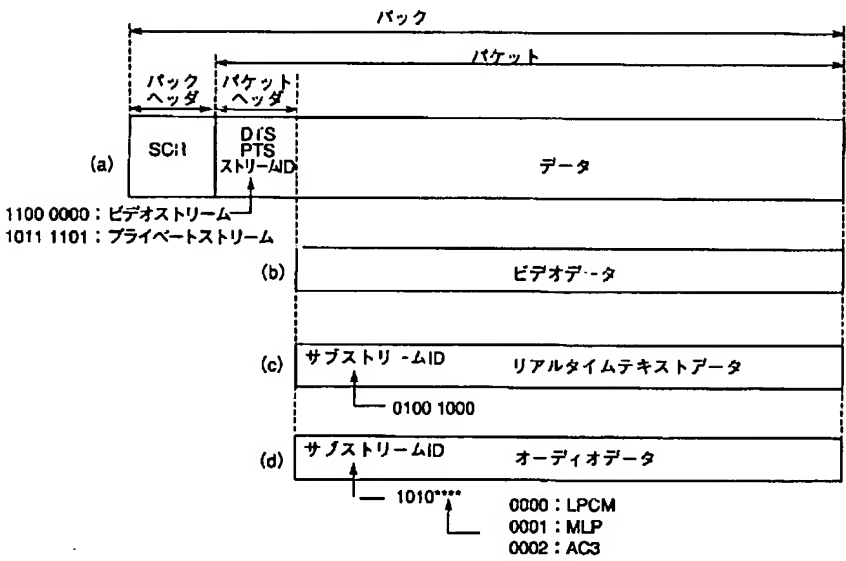 パック
パケット
パック
ヘッダ
パケット
ヘッダ
(a)
SCR
DTS
PTS
ストリームID
データ
1100 0000：ビデオストリーム
1011 1101：プライベートストリーム
(b)
ビデオデータ
(c)
サブストリームID
リアルタイムテキストデータ
0100 1000
(d)
サブストリームID
オーディオデータ
1010****
0000：LPCM
0001：MLP
0002：AC3